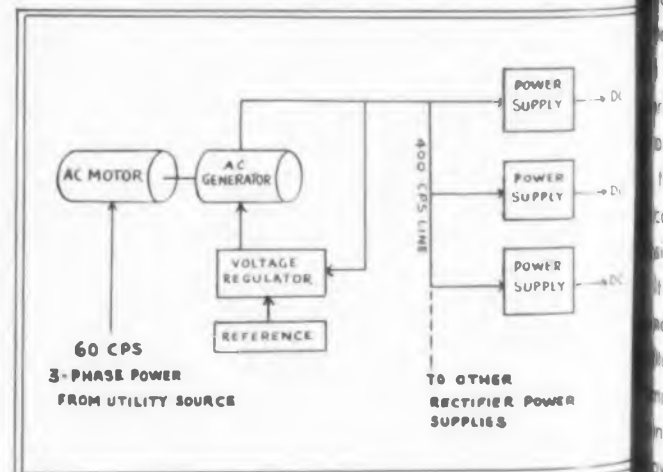 POWER
SUPPLY
DC
AC MOTOR
AC
GENERATOR
400 CPS LINE
POWER
SUPPLY
VOLTAGE
REGULATOR
POWER
SUPPLY
REFERENCE
60 CPS
3-PHASE POWER
FROM UTILITY SOURCE
TO OTHER
RECTIFIER POWER
SUPPLIES